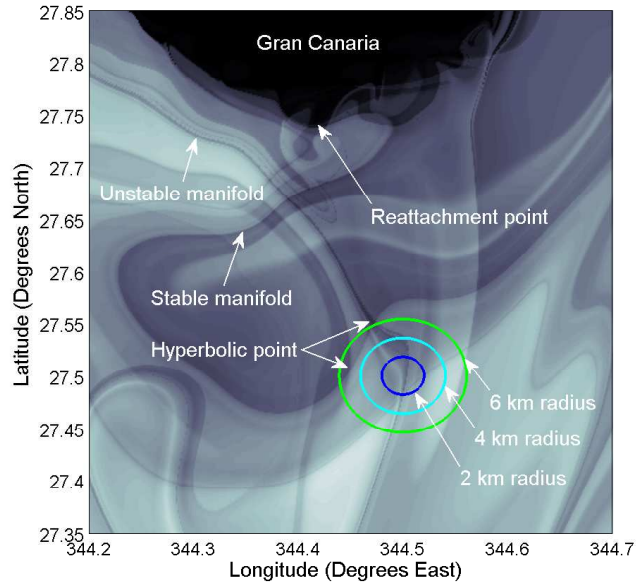 27.85
Gran Canaria
27.8
27.75
27.7
Unstable manifold
Reattachment point
27.65
27.6
Stable manifold
27.55
Hyperbolic point
27.5
6 km radius
27.45
4 km radius
2 km radius
27.4
27.35
344.2
344.3
344.4
344.5
344.6
344.7
Longitude (Degrees East)
Latitude (Degrees North)